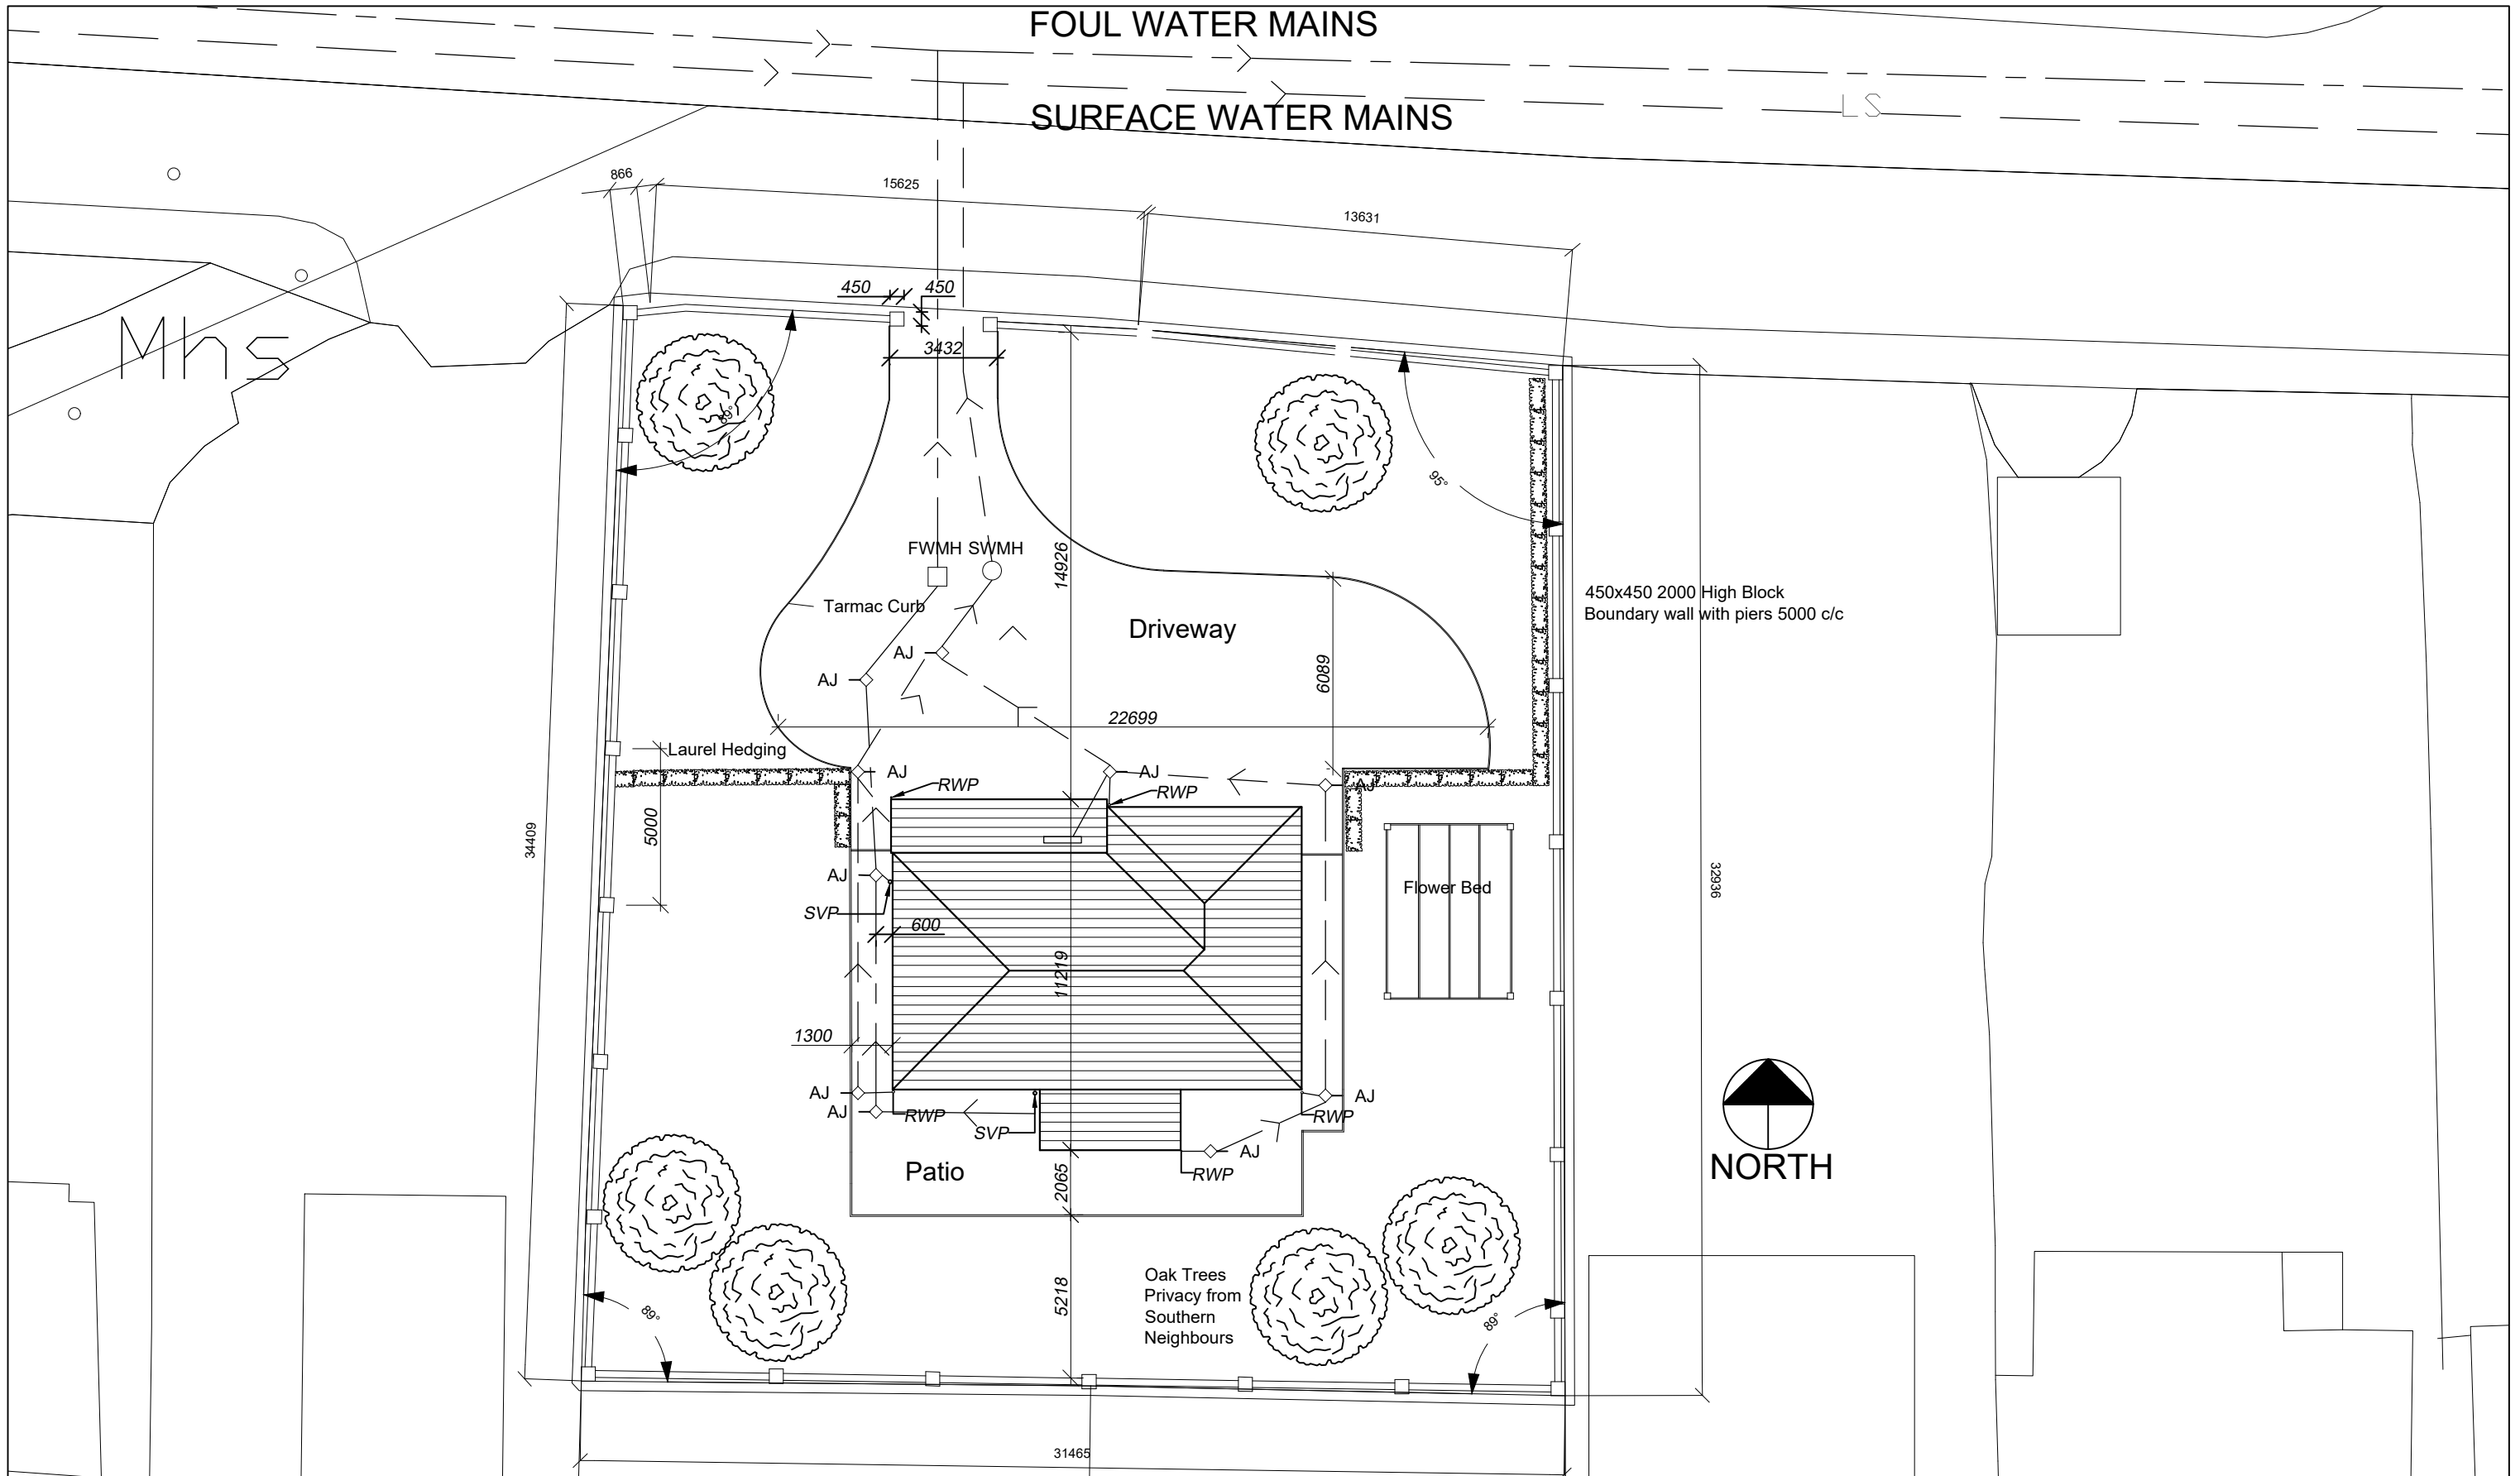 FOUL WATER MAINS
SURFACE WATER MAINS
LS
866
15625
13631
450
450
3432
Mhs
89°
95°
FWMH SWMH
14926
Tarmac Curb
Driveway
450x450 2000 High Block
Boundary wall with piers 5000 c/c
AJ
AJ
6089
22699
Laurel Hedging
AJ
AJ
AJ
RWP
RWP
5000
34409
AJ
SVP
600
Flower Bed
32936
11219
1300
AJ
AJ
RWP
SVP
AJ
RWP
AJ
RWP
Patio
2065
NORTH
Oak Trees
Privacy from
Southern
Neighbours
5218
89°
89°
31465